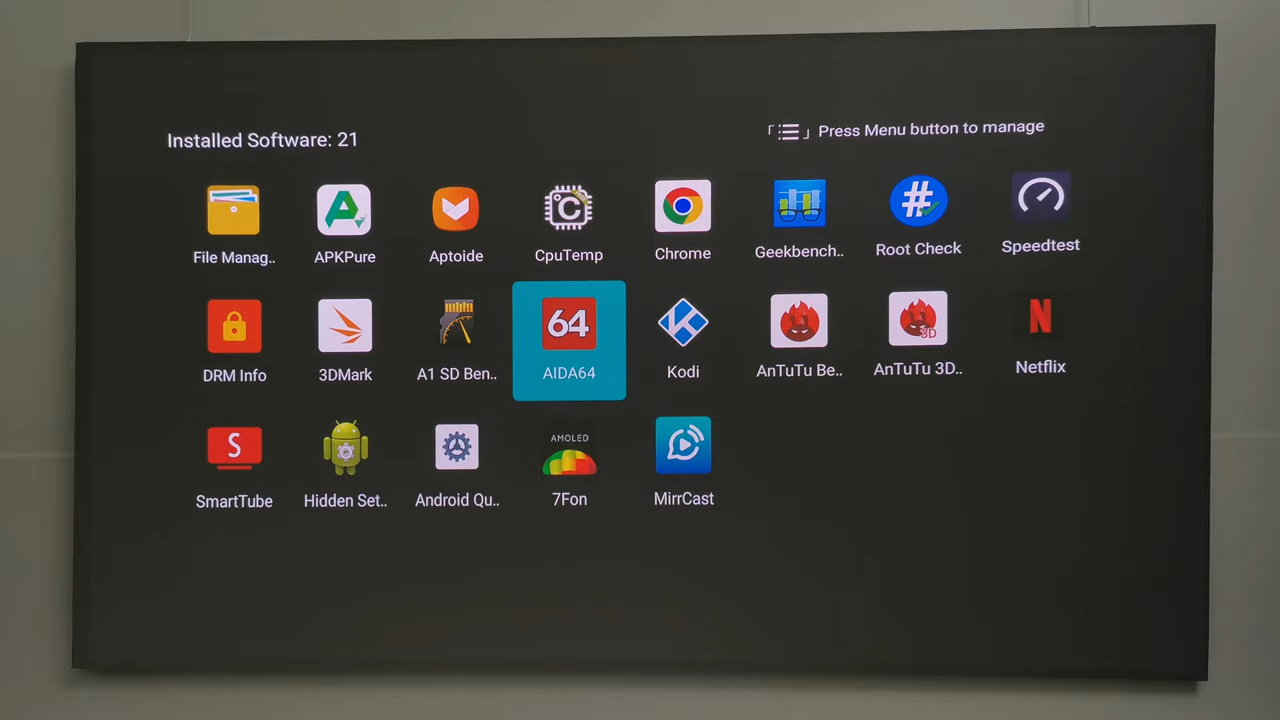 Installed Software: 21
「 」 Press Menu button to manage
File Manag..
APKPure
Aptoide
CpuTemp
Chrome
Geekbench..
Root Check
Speedtest
64
3D
N
DRM Info
3DMark
A1 SD Ben..
AIDA64
Kodi
AnTuTu Be..
AnTuTu 3D..
Netflix
S
AMOLED
SmartTube
Hidden Set..
Android Qu..
7Fon
MirrCast